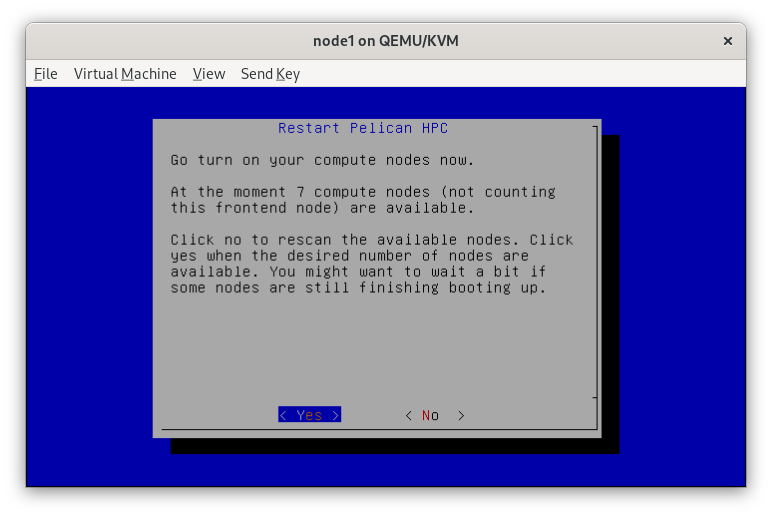 node1 on QEMU/KVM
File Virtual Machine View Send Key
Restart Pelican HPC
Go turn on your compute nodes now.
At the moment 7 compute nodes (not counting
this frontend node) are available.
Click no to rescan the available nodes. Click
yes when the desired number of nodes are
available. You might want to wait a bit if
some nodes are still finishing booting up.
< Yes > < No >